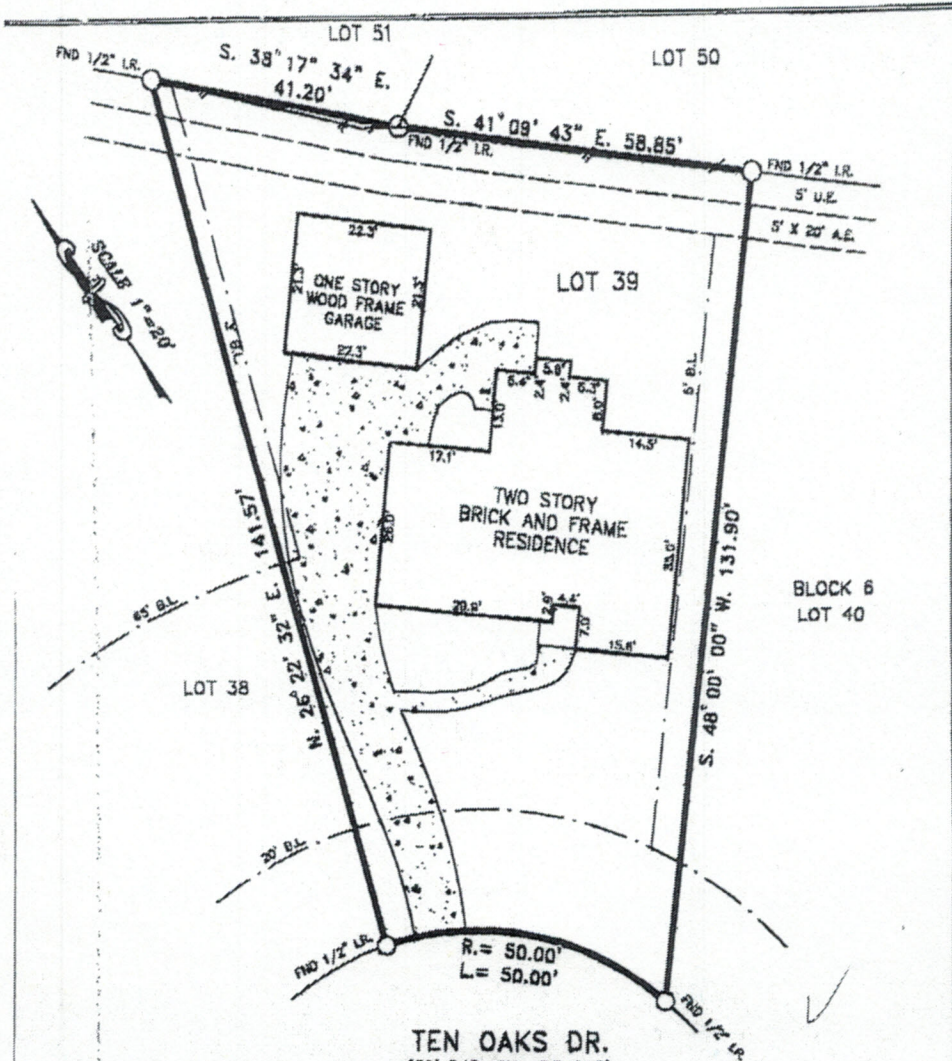 LOT 51
LOT 50
FND 1/2" I.R.
S. 38°17" 34" E.
41.20'
S. 41°09' 43" E. 58.85'
FND 1/2" I.R.
FND 1/2" I.R.
5' U.E.
5' X 20' A.E.
SCALE 1"=20'
22.3'
21.3'
ONE STORY
WOOD FRAME
GARAGE
21.3'
22.3'
LOT 39
5' B.L.
5.4'
2.4'
5.8'
2.4'
13.0'
17.1'
14.5'
TWO STORY
BRICK AND FRAME
RESIDENCE
26.0'
33.0'
N. 26° 22' 32" E. 141.57'
S. 48° 00' 00" W. 131.90'
65' B.L.
BLOCK 6
LOT 40
20.8'
2.9'
4.4'
7.0'
15.8'
LOT 38
20' B.L.
FND 1/2" I.R.
R.= 50.00'
L.= 50.00'
FND 1/2" I.R.
TEN OAKS DR.